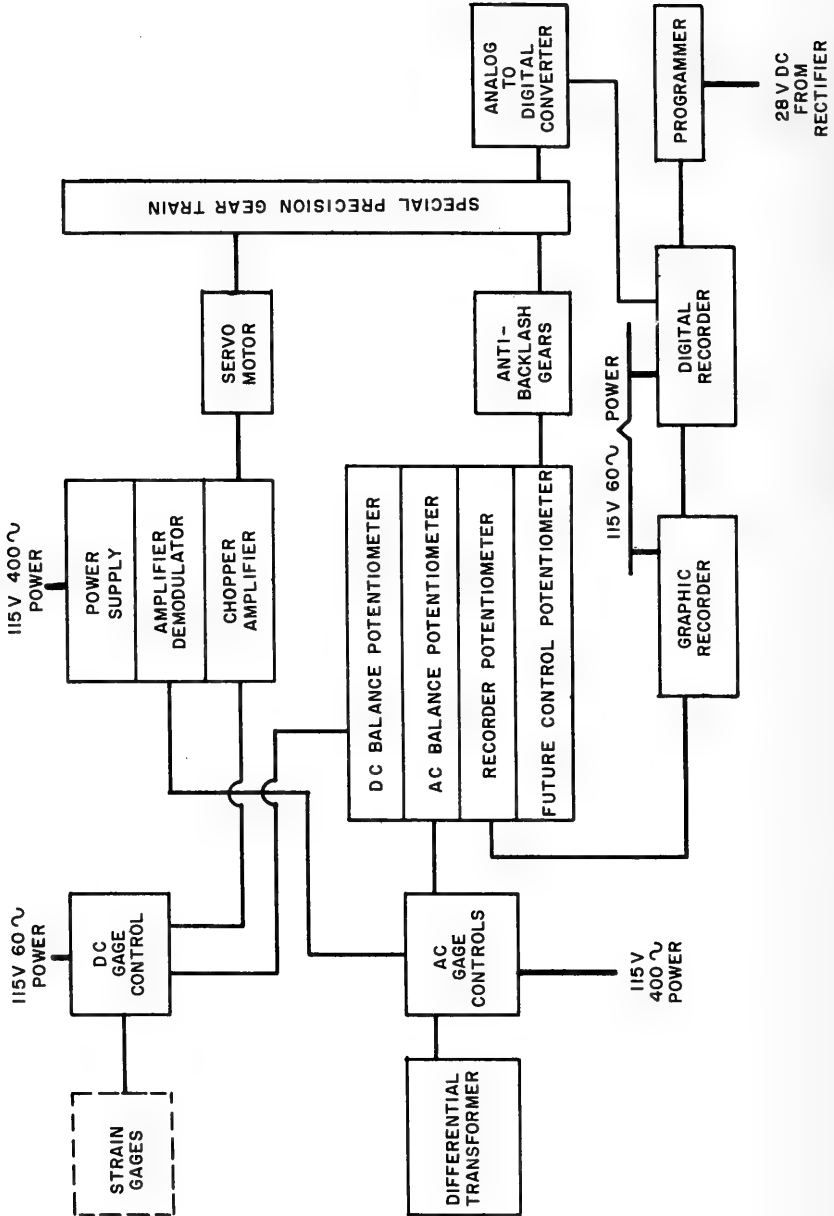 115V 60∿
POWER
115V 400∿
POWER
STRAIN
GAGES
DC
GAGE
CONTROL
POWER
SUPPLY
AMPLIFIER
DEMODULATOR
CHOPPER
AMPLIFIER
SERVO
MOTOR
SPECIAL PRECISION GEAR TRAIN
DIFFERENTIAL
TRANSFORMER
AC
GAGE
CONTROLS
DC BALANCE POTENTIOMETER
AC BALANCE POTENTIOMETER
RECORDER POTENTIOMETER
FUTURE CONTROL POTENTIOMETER
ANTI-
BACKLASH
GEARS
ANALOG
TO
DIGITAL
CONVERTER
115V
400∿
POWER
115V 60∿ POWER
GRAPHIC
RECORDER
DIGITAL
RECORDER
PROGRAMMER
28V DC
FROM
RECTIFIER